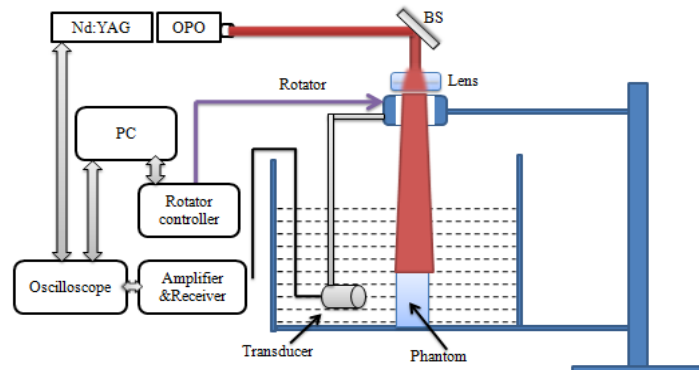 Nd:YAG
OPO
BS
Lens
Rotator
PC
Rotator
controller
Oscilloscope
Amplifier
&Receiver
Transducer
Phantom